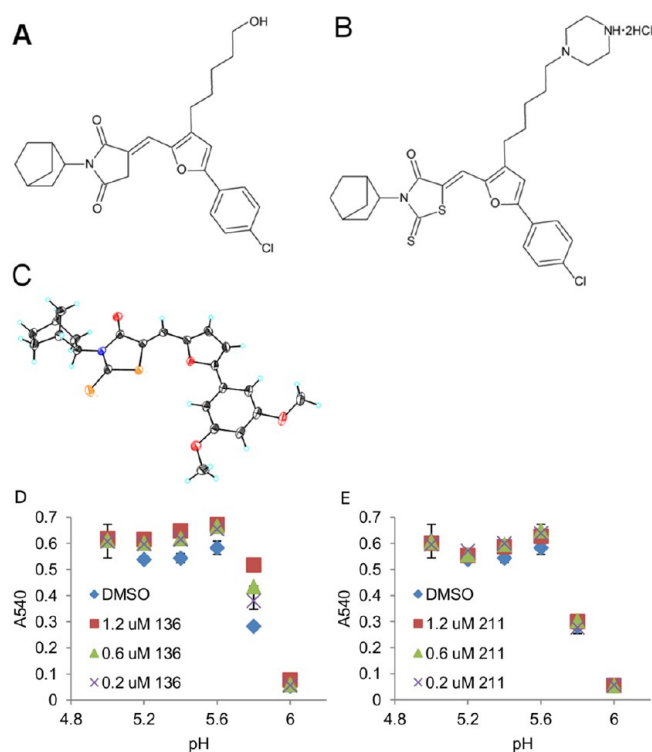 A
OH
O
N
O
O
Cl
B
NH·2HCl
N
O
N
S
S
O
Cl
C
D
0.7
0.6
0.5
0.4
0.3
0.2
0.1
0
A540
DMSO
1.2 uM 136
0.6 uM 136
0.2 uM 136
4.8 5.2 5.6 6
pH
E
0.7
0.6
0.5
0.4
0.3
0.2
0.1
0
A540
DMSO
1.2 uM 211
0.6 uM 211
0.2 uM 211
4.8 5.2 5.6 6
pH